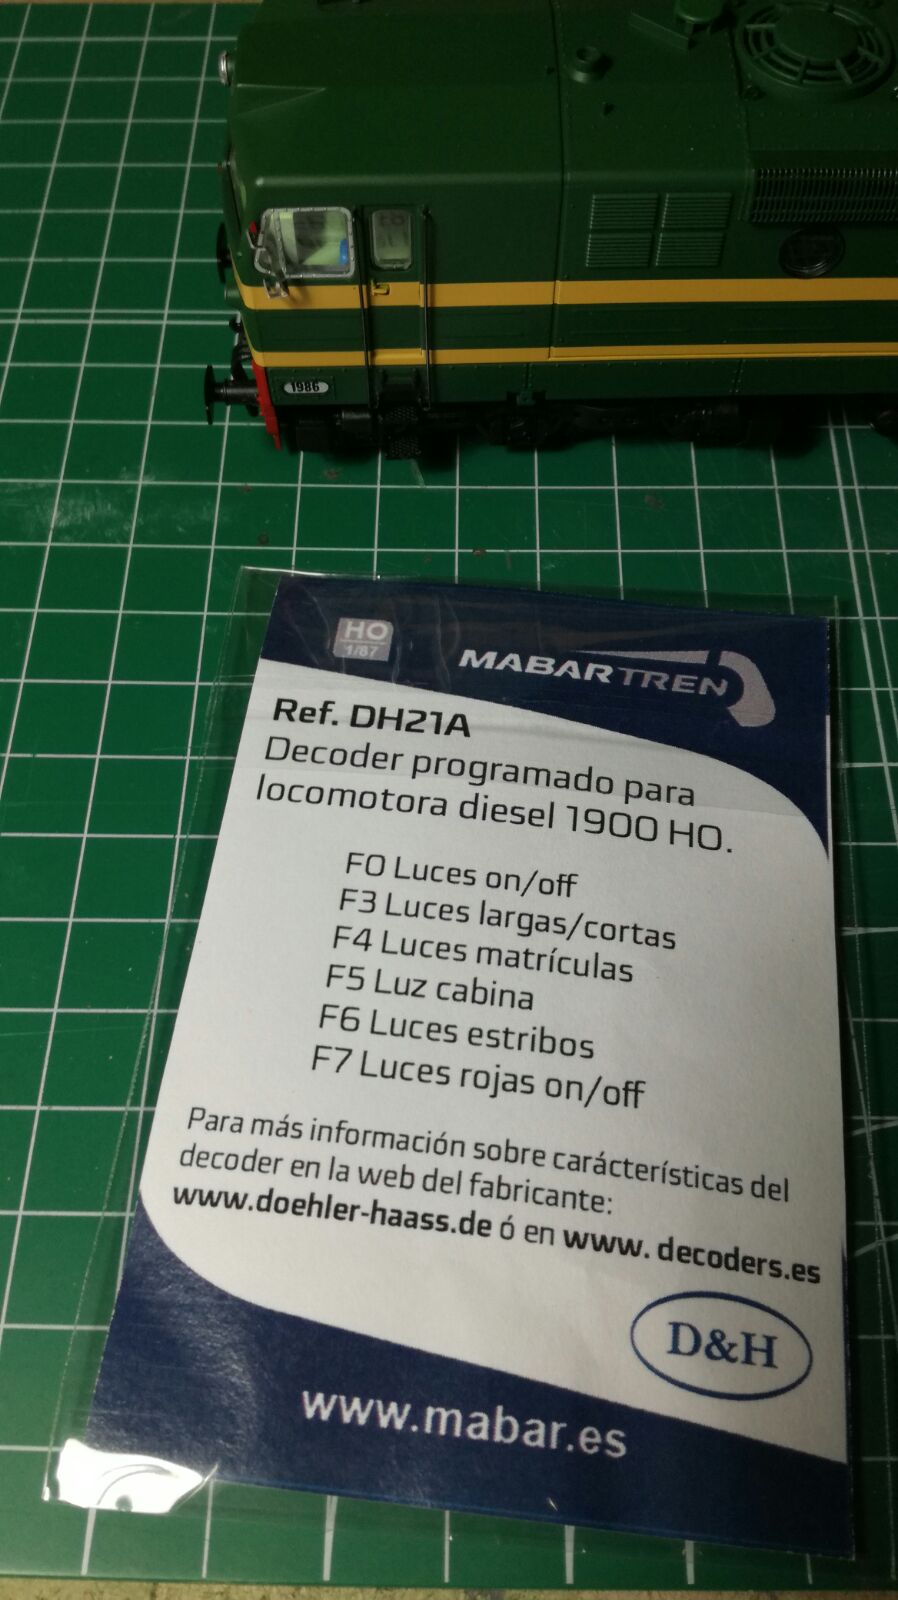 1986
HO
1/87
MABARTREN
Ref. DH21A
Decoder programado para
locomotora diesel 1900 HO.
F0 Luces on/off
F3 Luces largas/cortas
F4 Luces matrículas
F5 Luz cabina
F6 Luces estribos
F7 Luces rojas on/off
Para más información sobre carácterísticas del
decoder en la web del fabricante:
www.doehler-haass.de ó en www. decoders.es
D&H
www.mabar.es